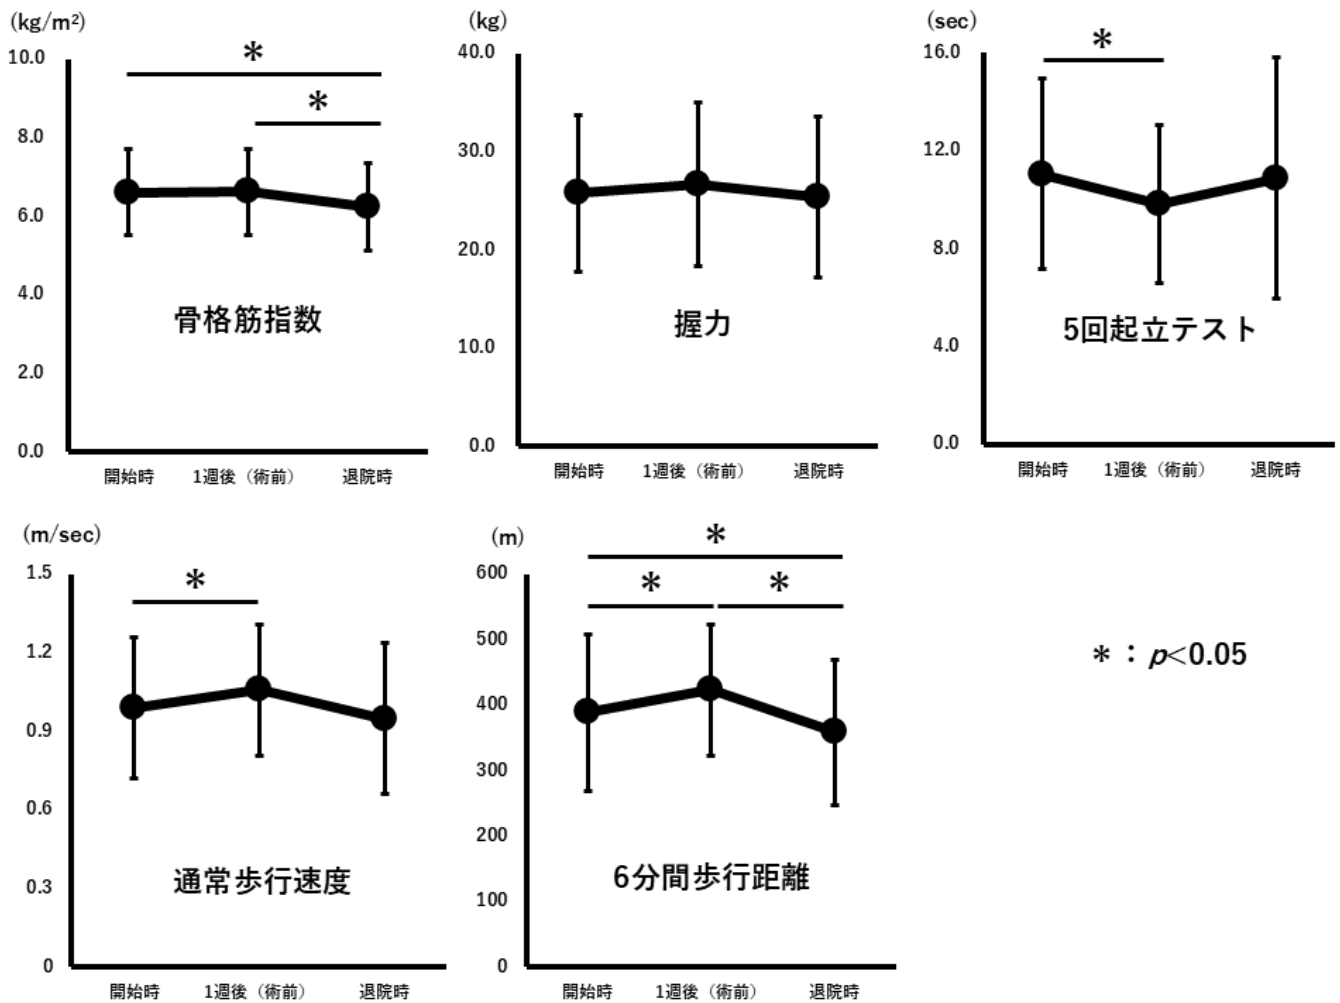 (kg/m²)
10.0
8.0
6.0
4.0
2.0
0.0
*
*
骨格筋指数
開始時 1週後（術前） 退院時
(kg)
40.0
30.0
20.0
10.0
0.0
握力
開始時 1週後（術前） 退院時
(sec)
16.0
12.0
8.0
4.0
0.0
*
5回起立テスト
開始時 1週後（術前） 退院時
(m/sec)
1.5
1.2
0.9
0.6
0.3
0
*
通常歩行速度
開始時 1週後（術前） 退院時
(m)
600
500
400
300
200
100
0
*
* *
6分間歩行距離
開始時 1週後（術前） 退院時
*：p<0.05